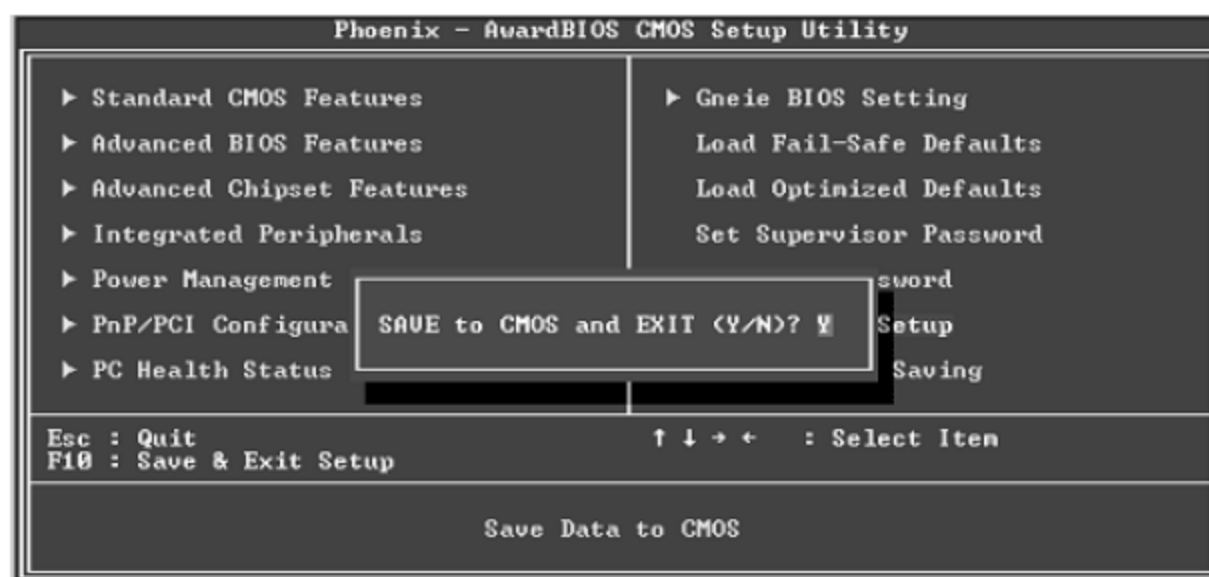 Phoenix - AwardBIOS CMOS Setup Utility
▶ Standard CMOS Features
▶ Advanced BIOS Features
▶ Advanced Chipset Features
▶ Integrated Peripherals
▶ Power Management
▶ PnP/PCI Configura
▶ PC Health Status
▶ Gneie BIOS Setting
Load Fail-Safe Defaults
Load Optimized Defaults
Set Supervisor Password
sword
Setup
Saving
SAVE to CMOS and EXIT (Y/N)? Y
Esc : Quit
F10 : Save & Exit Setup
↑ ↓ → ← : Select Item
Save Data to CMOS